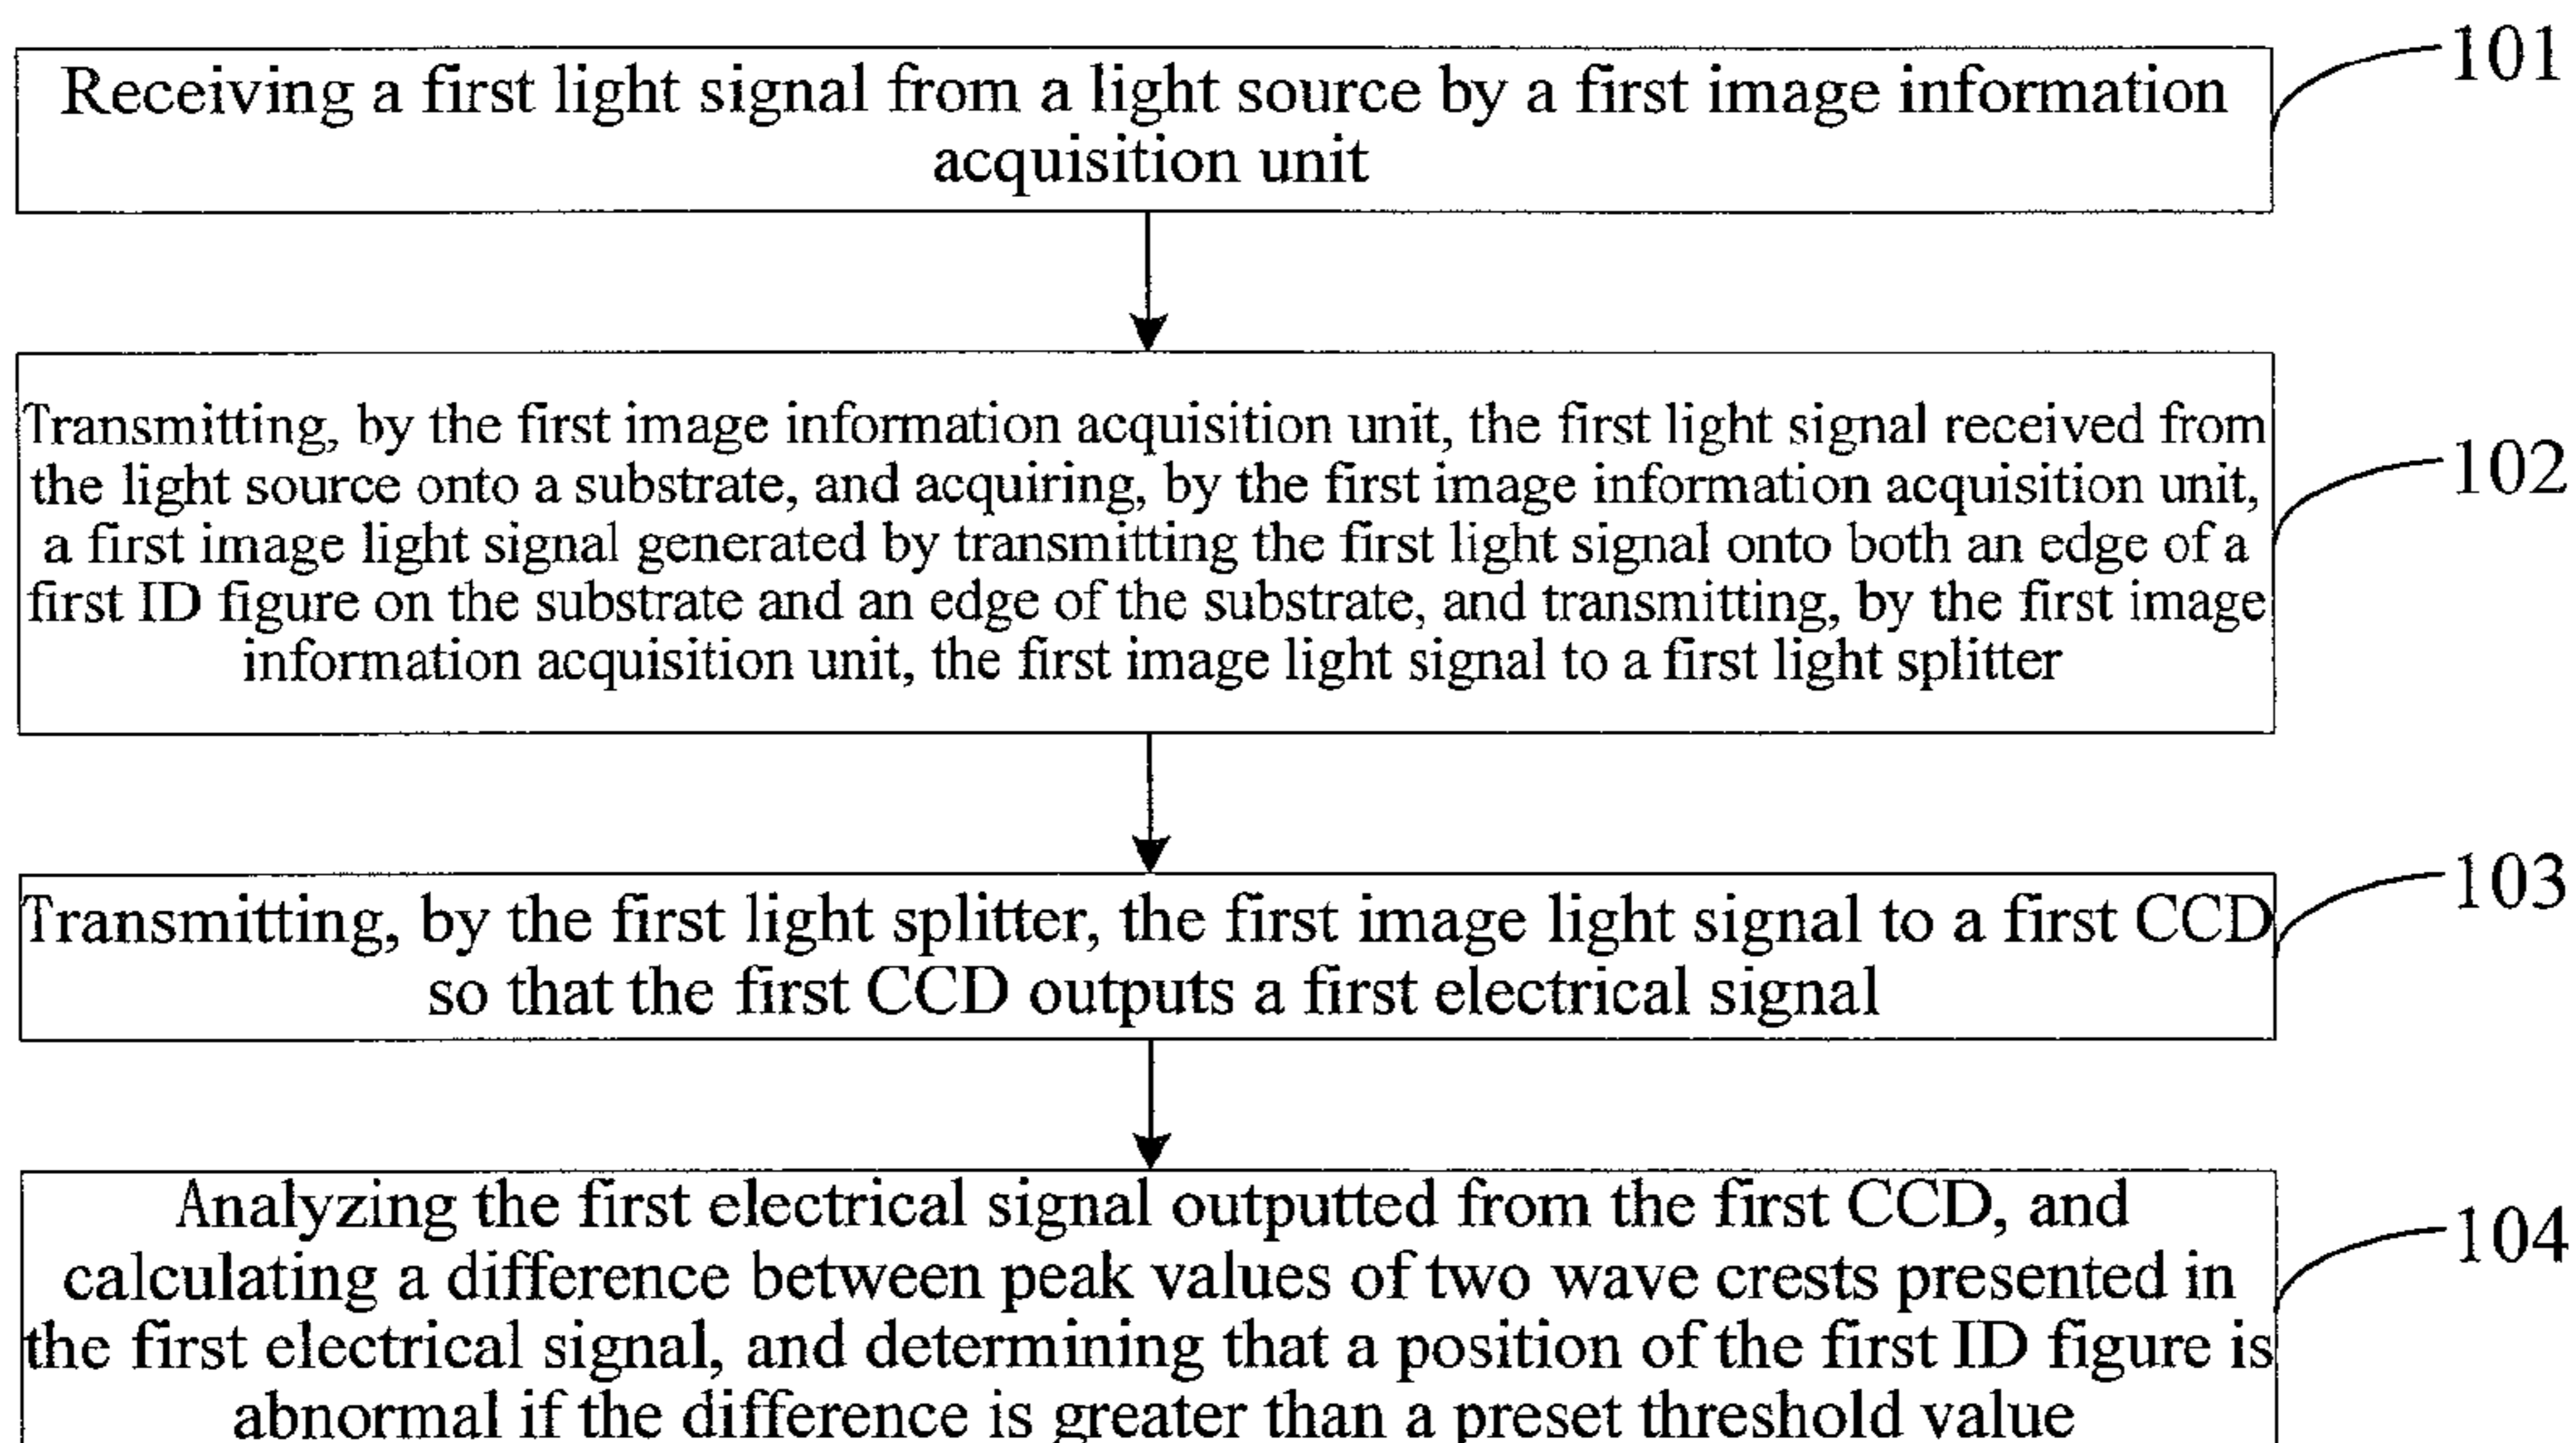 Receiving a first light signal from a light source by a first image information
acquisition unit
101
Transmitting, by the first image information acquisition unit, the first light signal received from
the light source onto a substrate, and acquiring, by the first image information acquisition unit,
a first image light signal generated by transmitting the first light signal onto both an edge of a
first ID figure on the substrate and an edge of the substrate, and transmitting, by the first image
information acquisition unit, the first image light signal to a first light splitter
102
Transmitting, by the first light splitter, the first image light signal to a first CCD
so that the first CCD outputs a first electrical signal
103
Analyzing the first electrical signal outputted from the first CCD, and
calculating a difference between peak values of two wave crests presented in
the first electrical signal, and determining that a position of the first ID figure is
abnormal if the difference is greater than a preset threshold value
104